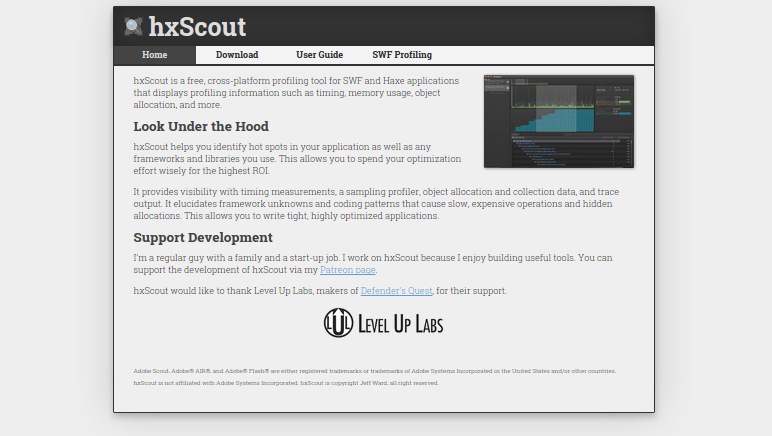 hxScout
Home Download User Guide SWF Profiling
hxScout is a free, cross-platform profiling tool for SWF and Haxe applications
that displays profiling information such as timing, memory usage, object
allocation, and more.
Look Under the Hood
hxScout helps you identify hot spots in your application as well as any
frameworks and libraries you use. This allows you to spend your optimization
effort wisely for the highest ROI.
It provides visibility with timing measurements, a sampling profiler, object allocation and collection data, and trace
output. It elucidates framework unknowns and coding patterns that cause slow, expensive operations and hidden
allocations. This allows you to write tight, highly optimized applications.
Support Development
I'm a regular guy with a family and a start-up job. I work on hxScout because I enjoy building useful tools. You can
support the development of hxScout via my Patreon page.
hxScout would like to thank Level Up Labs, makers of Defender's Quest, for their support.
LUL LEVEL UP LABS
Adobe Scout, Adobe® AIR®, and Adobe® Flash® are either registered trademarks or trademarks of Adobe Systems Incorporated in the United States and/or other countries.
hxScout is not affiliated with Adobe Systems Incorporated. hxScout is copyright Jeff Ward, all right reserved.